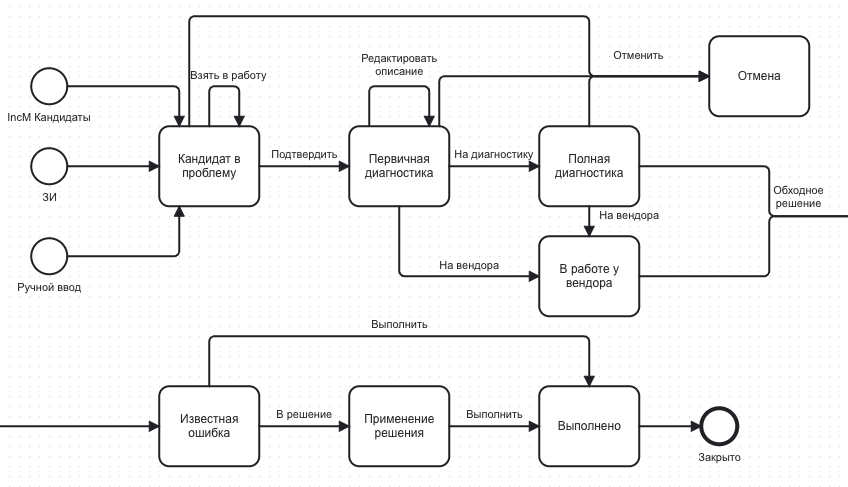 Отменить
Отмена
Взять в работу
Редактировать
описание
IncM Кандидаты
Кандидат в
проблему
Подтвердить
Первичная
диагностика
На диагностику
Полная
диагностика
ЗИ
Обходное
решение
На вендора
На вендора
В работе у
вендора
Ручной ввод
Выполнить
Известная
ошибка
В решение
Применение
решения
Выполнить
Выполнено
Закрыто